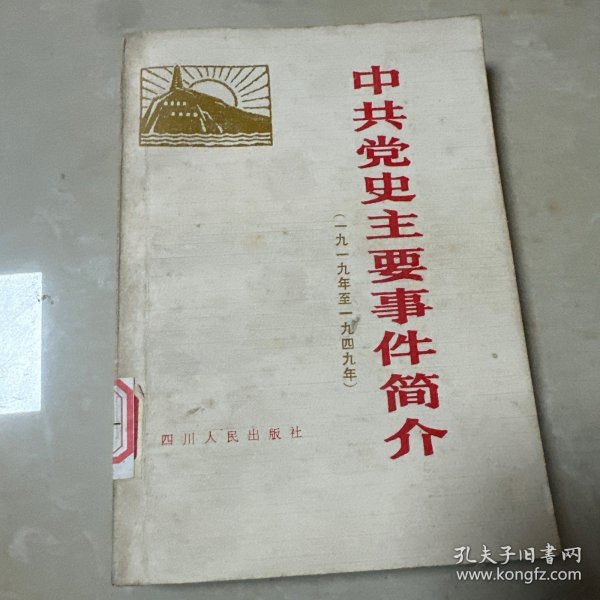 中共党史主要事件简介
（一九一九年至一九四九年）
四川人民出版社
孔夫子旧书网
www.kongfz.com